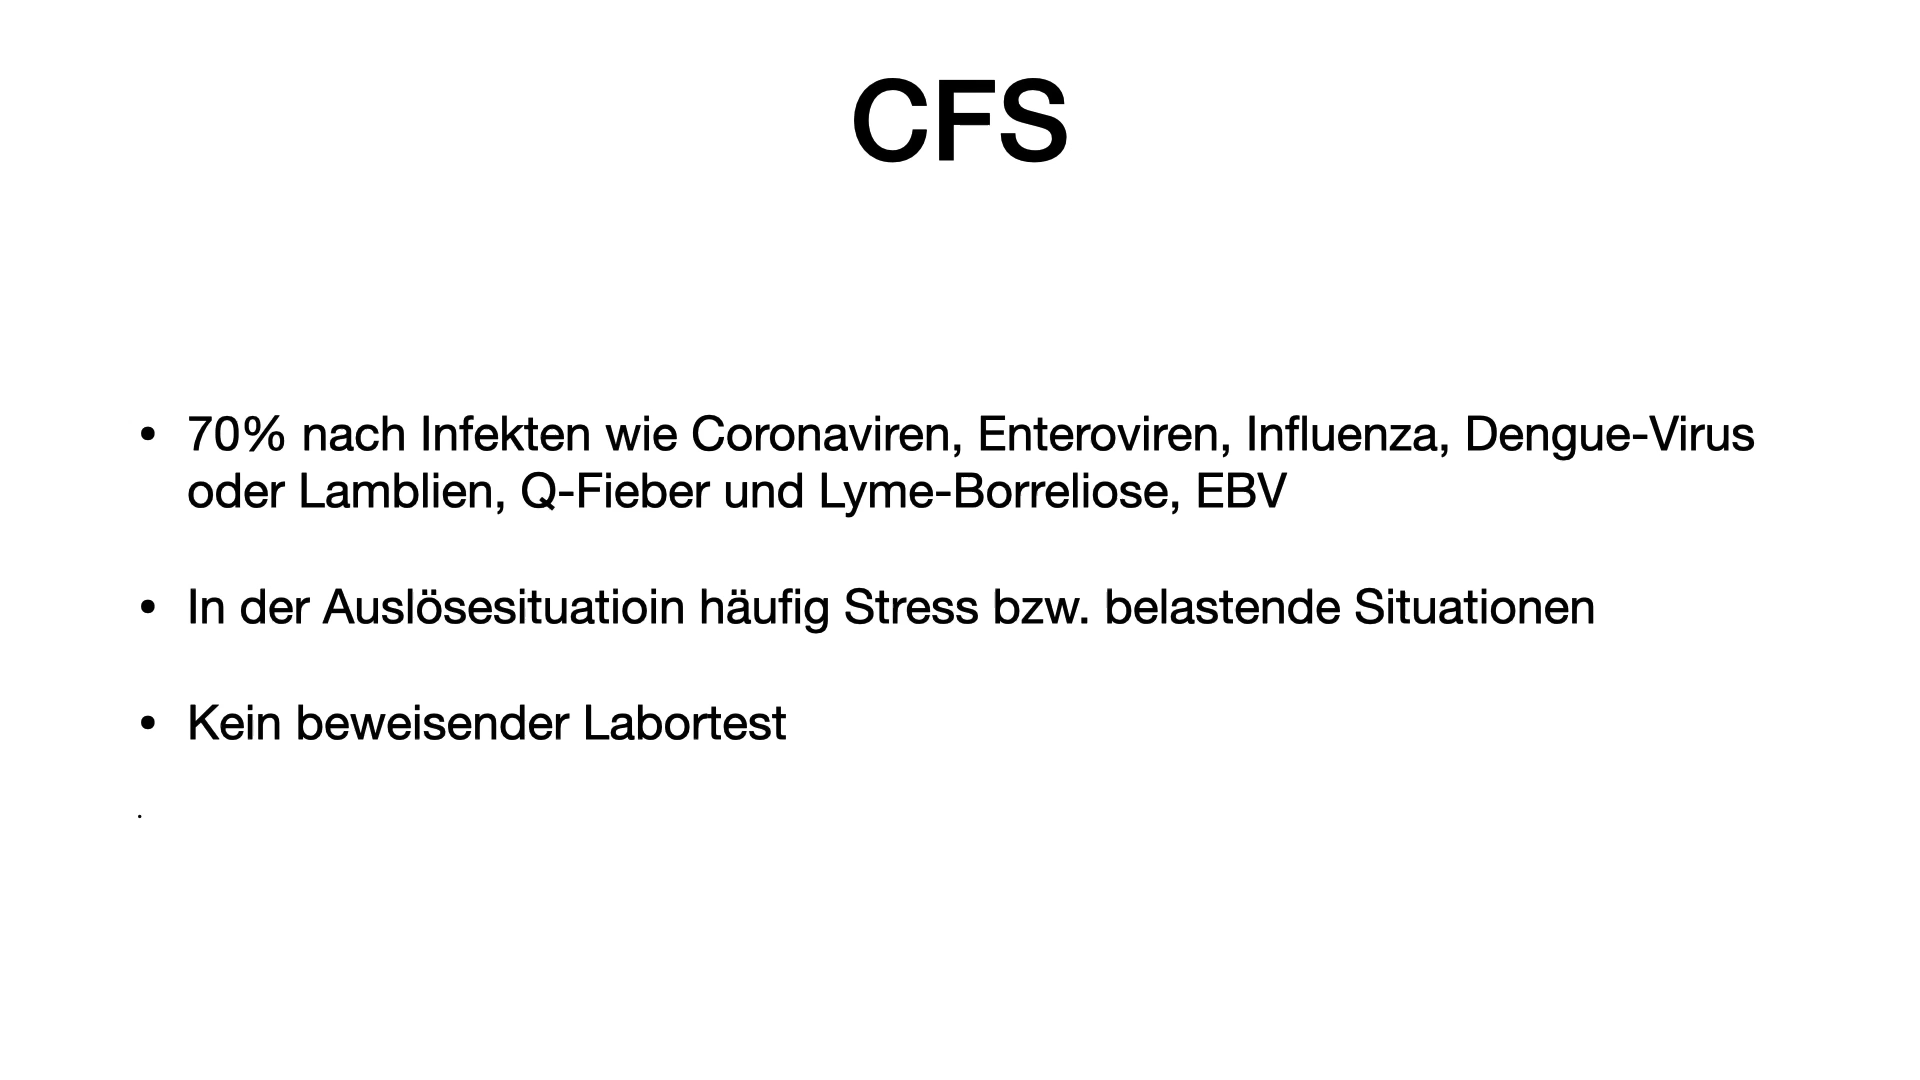 CFS
• 70% nach Infekten wie Coronaviren, Enteroviren, Influenza, Dengue-Virus
oder Lamblien, Q-Fieber und Lyme-Borreliose, EBV
• In der Auslösesituatioin häufig Stress bzw. belastende Situationen
• Kein beweisender Labortest
•